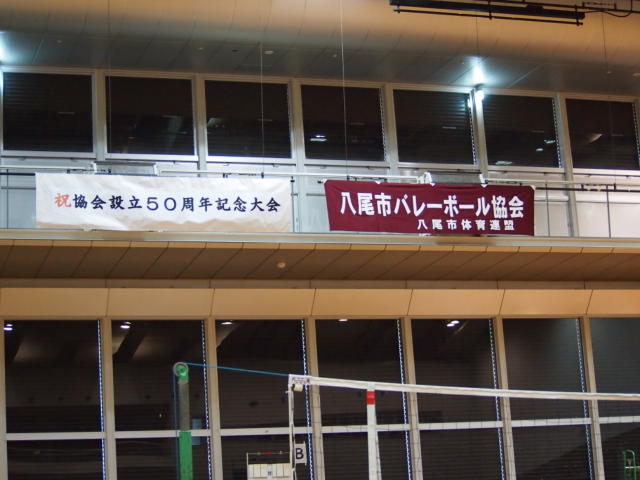 祝協会設立50周年記念大会
八尾市バレーボール協会
八尾市体育連盟
B